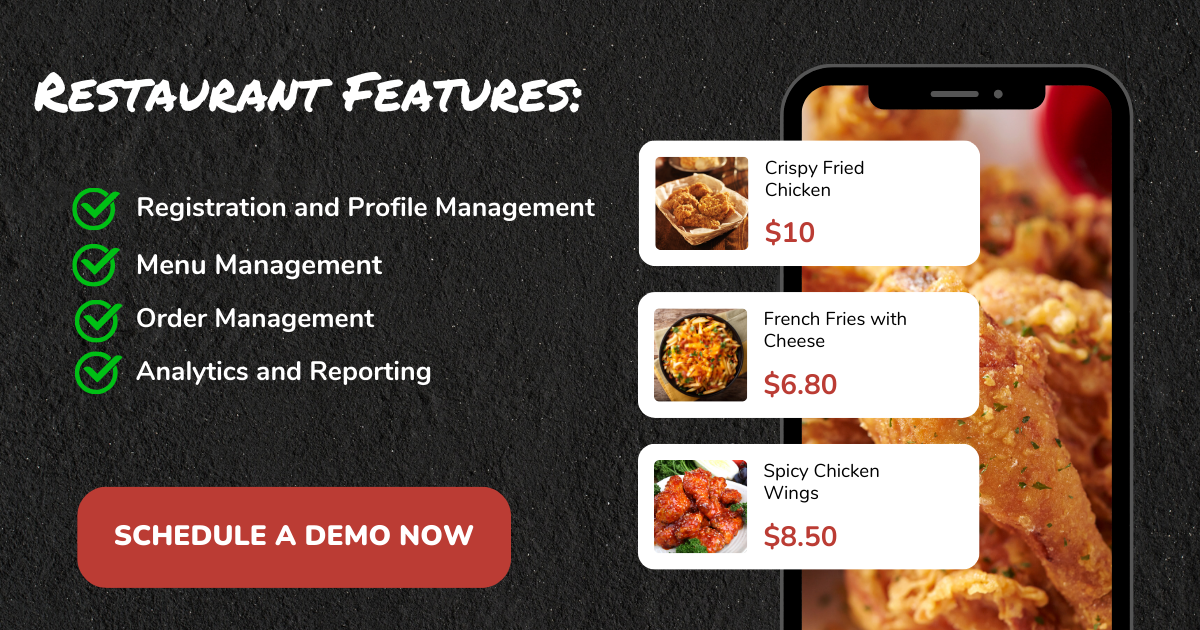 Restaurant Features:
Registration and Profile Management
Menu Management
Order Management
Analytics and Reporting
SCHEDULE A DEMO NOW
Crispy Fried
Chicken
$10
French Fries with
Cheese
$6.80
Spicy Chicken
Wings
$8.50